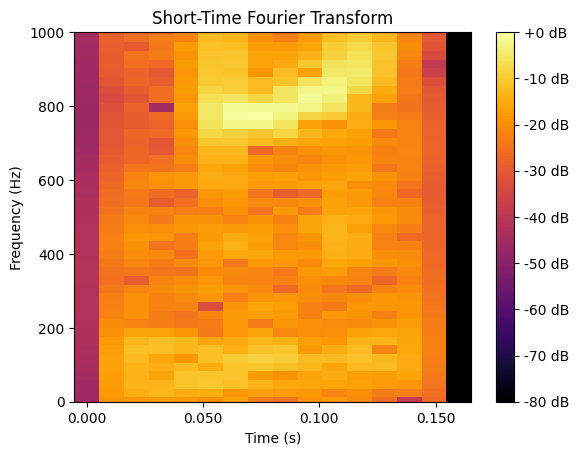 Short-Time Fourier Transform
1000
800
600
400
200
0
Frequency (Hz)
0.000
0.050
0.100
0.150
Time (s)
+0 dB
-10 dB
-20 dB
-30 dB
-40 dB
-50 dB
-60 dB
-70 dB
-80 dB